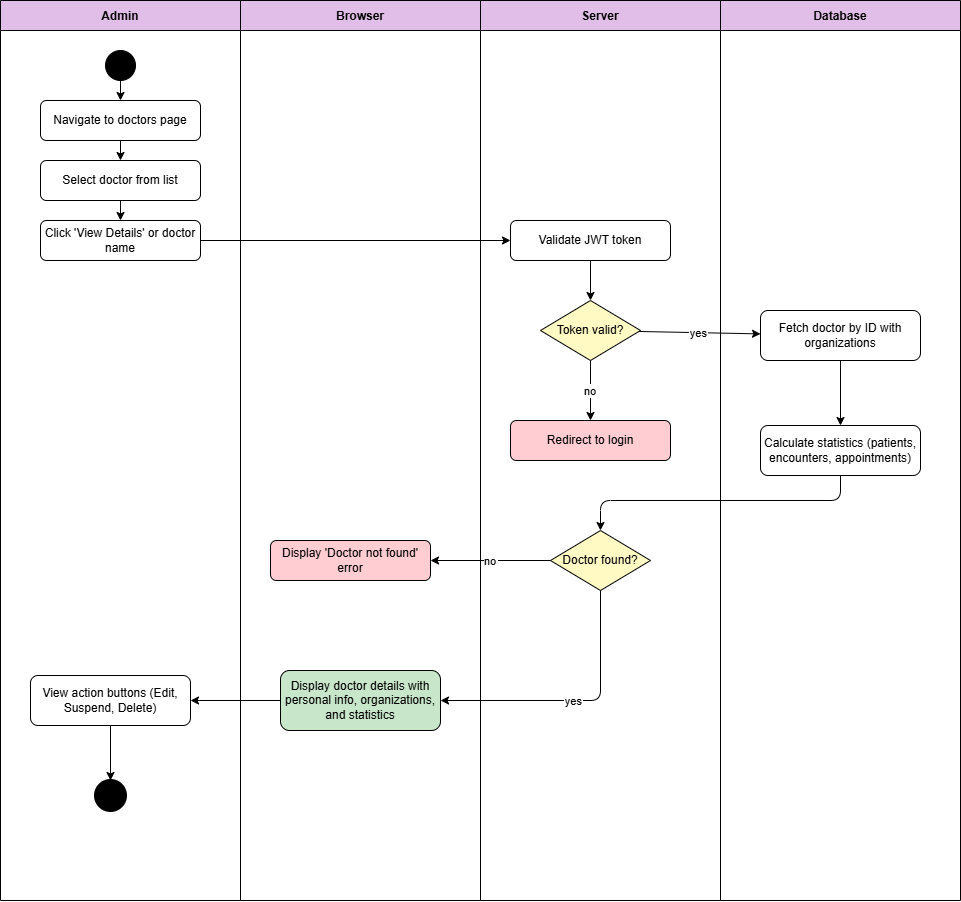 Admin
Browser
Server
Database
Navigate to doctors page
Select doctor from list
Click 'View Details' or doctor
name
Validate JWT token
Token valid?
yes
Fetch doctor by ID with
organizations
no
Redirect to login
Calculate statistics (patients,
encounters, appointments)
Doctor found?
no
Display 'Doctor not found'
error
yes
Display doctor details with
personal info, organizations,
and statistics
View action buttons (Edit,
Suspend, Delete)